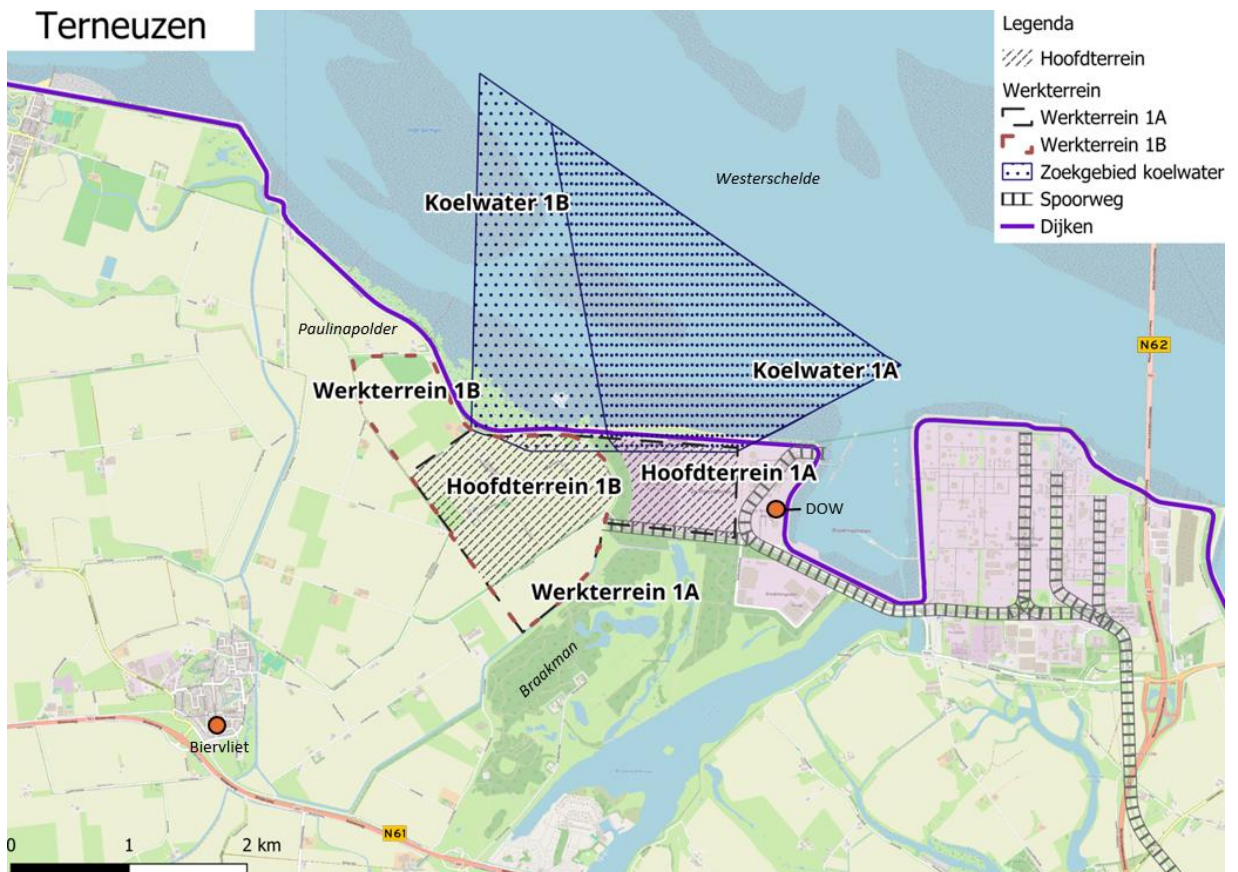 Terneuzen
Legenda
Hoofdterrein
Werkterrein
Werkterrein 1A
Werkterrein 1B
Zoekgebied koelwater
Spoorweg
Dijken
Westerschelde
Koelwater 1B
Paulinapolder
N62
Koelwater 1A
Werkterrein 1B
Hoofdterrein 1A
Hoofdterrein 1B
DOW
Werkterrein 1A
Braakman
Biervliet
N61
0 1 2 km